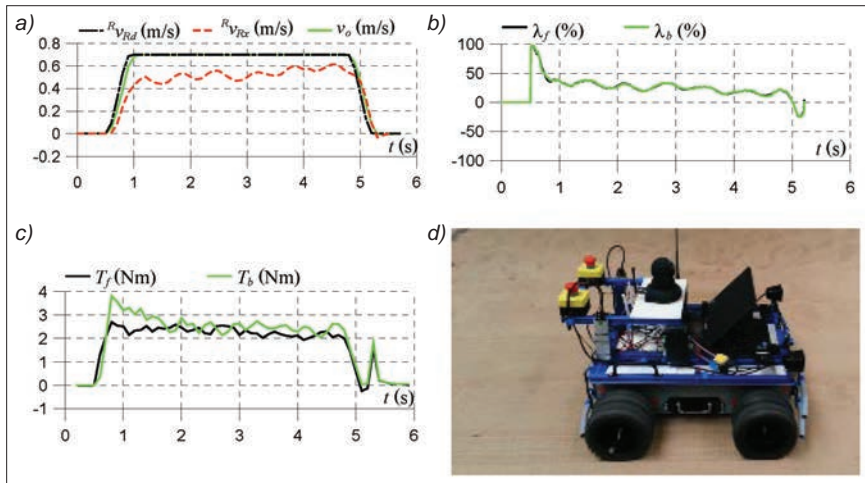 a)
ᴿv_Rd (m/s) ᴿv_Rx (m/s) v_o (m/s)
0.8
0.6
0.4
0.2
0
-0.2
t (s)
0 1 2 3 4 5 6
b)
λ_f (%) λ_b (%)
100
50
0
-50
-100
t (s)
0 1 2 3 4 5 6
c)
T_f (Nm) T_b (Nm)
4
3
2
1
0
-1
t (s)
0 1 2 3 4 5 6
d)